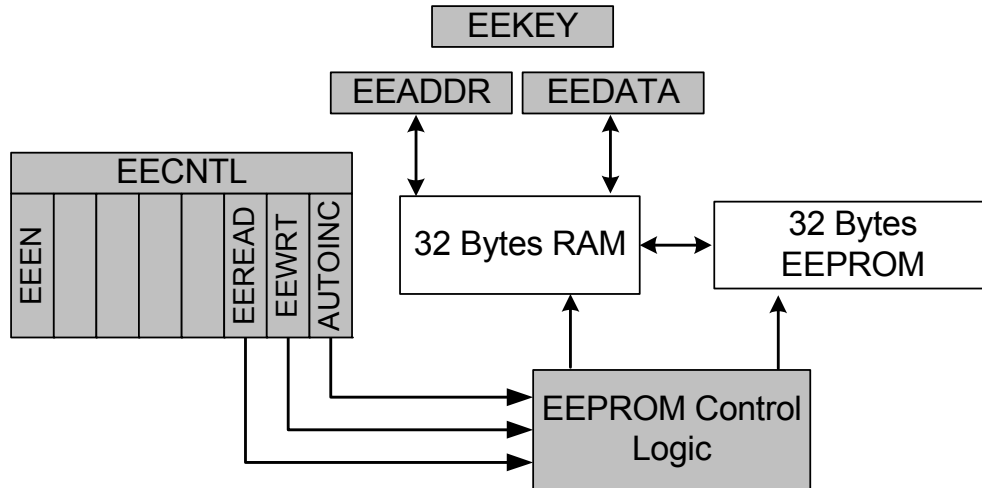 EEKEY
EEADDR
EEDATA
EECNTL
EEEN
EEREAD
EEWRT
AUTOINC
32 Bytes RAM
32 Bytes
EEPROM
EEPROM Control
Logic